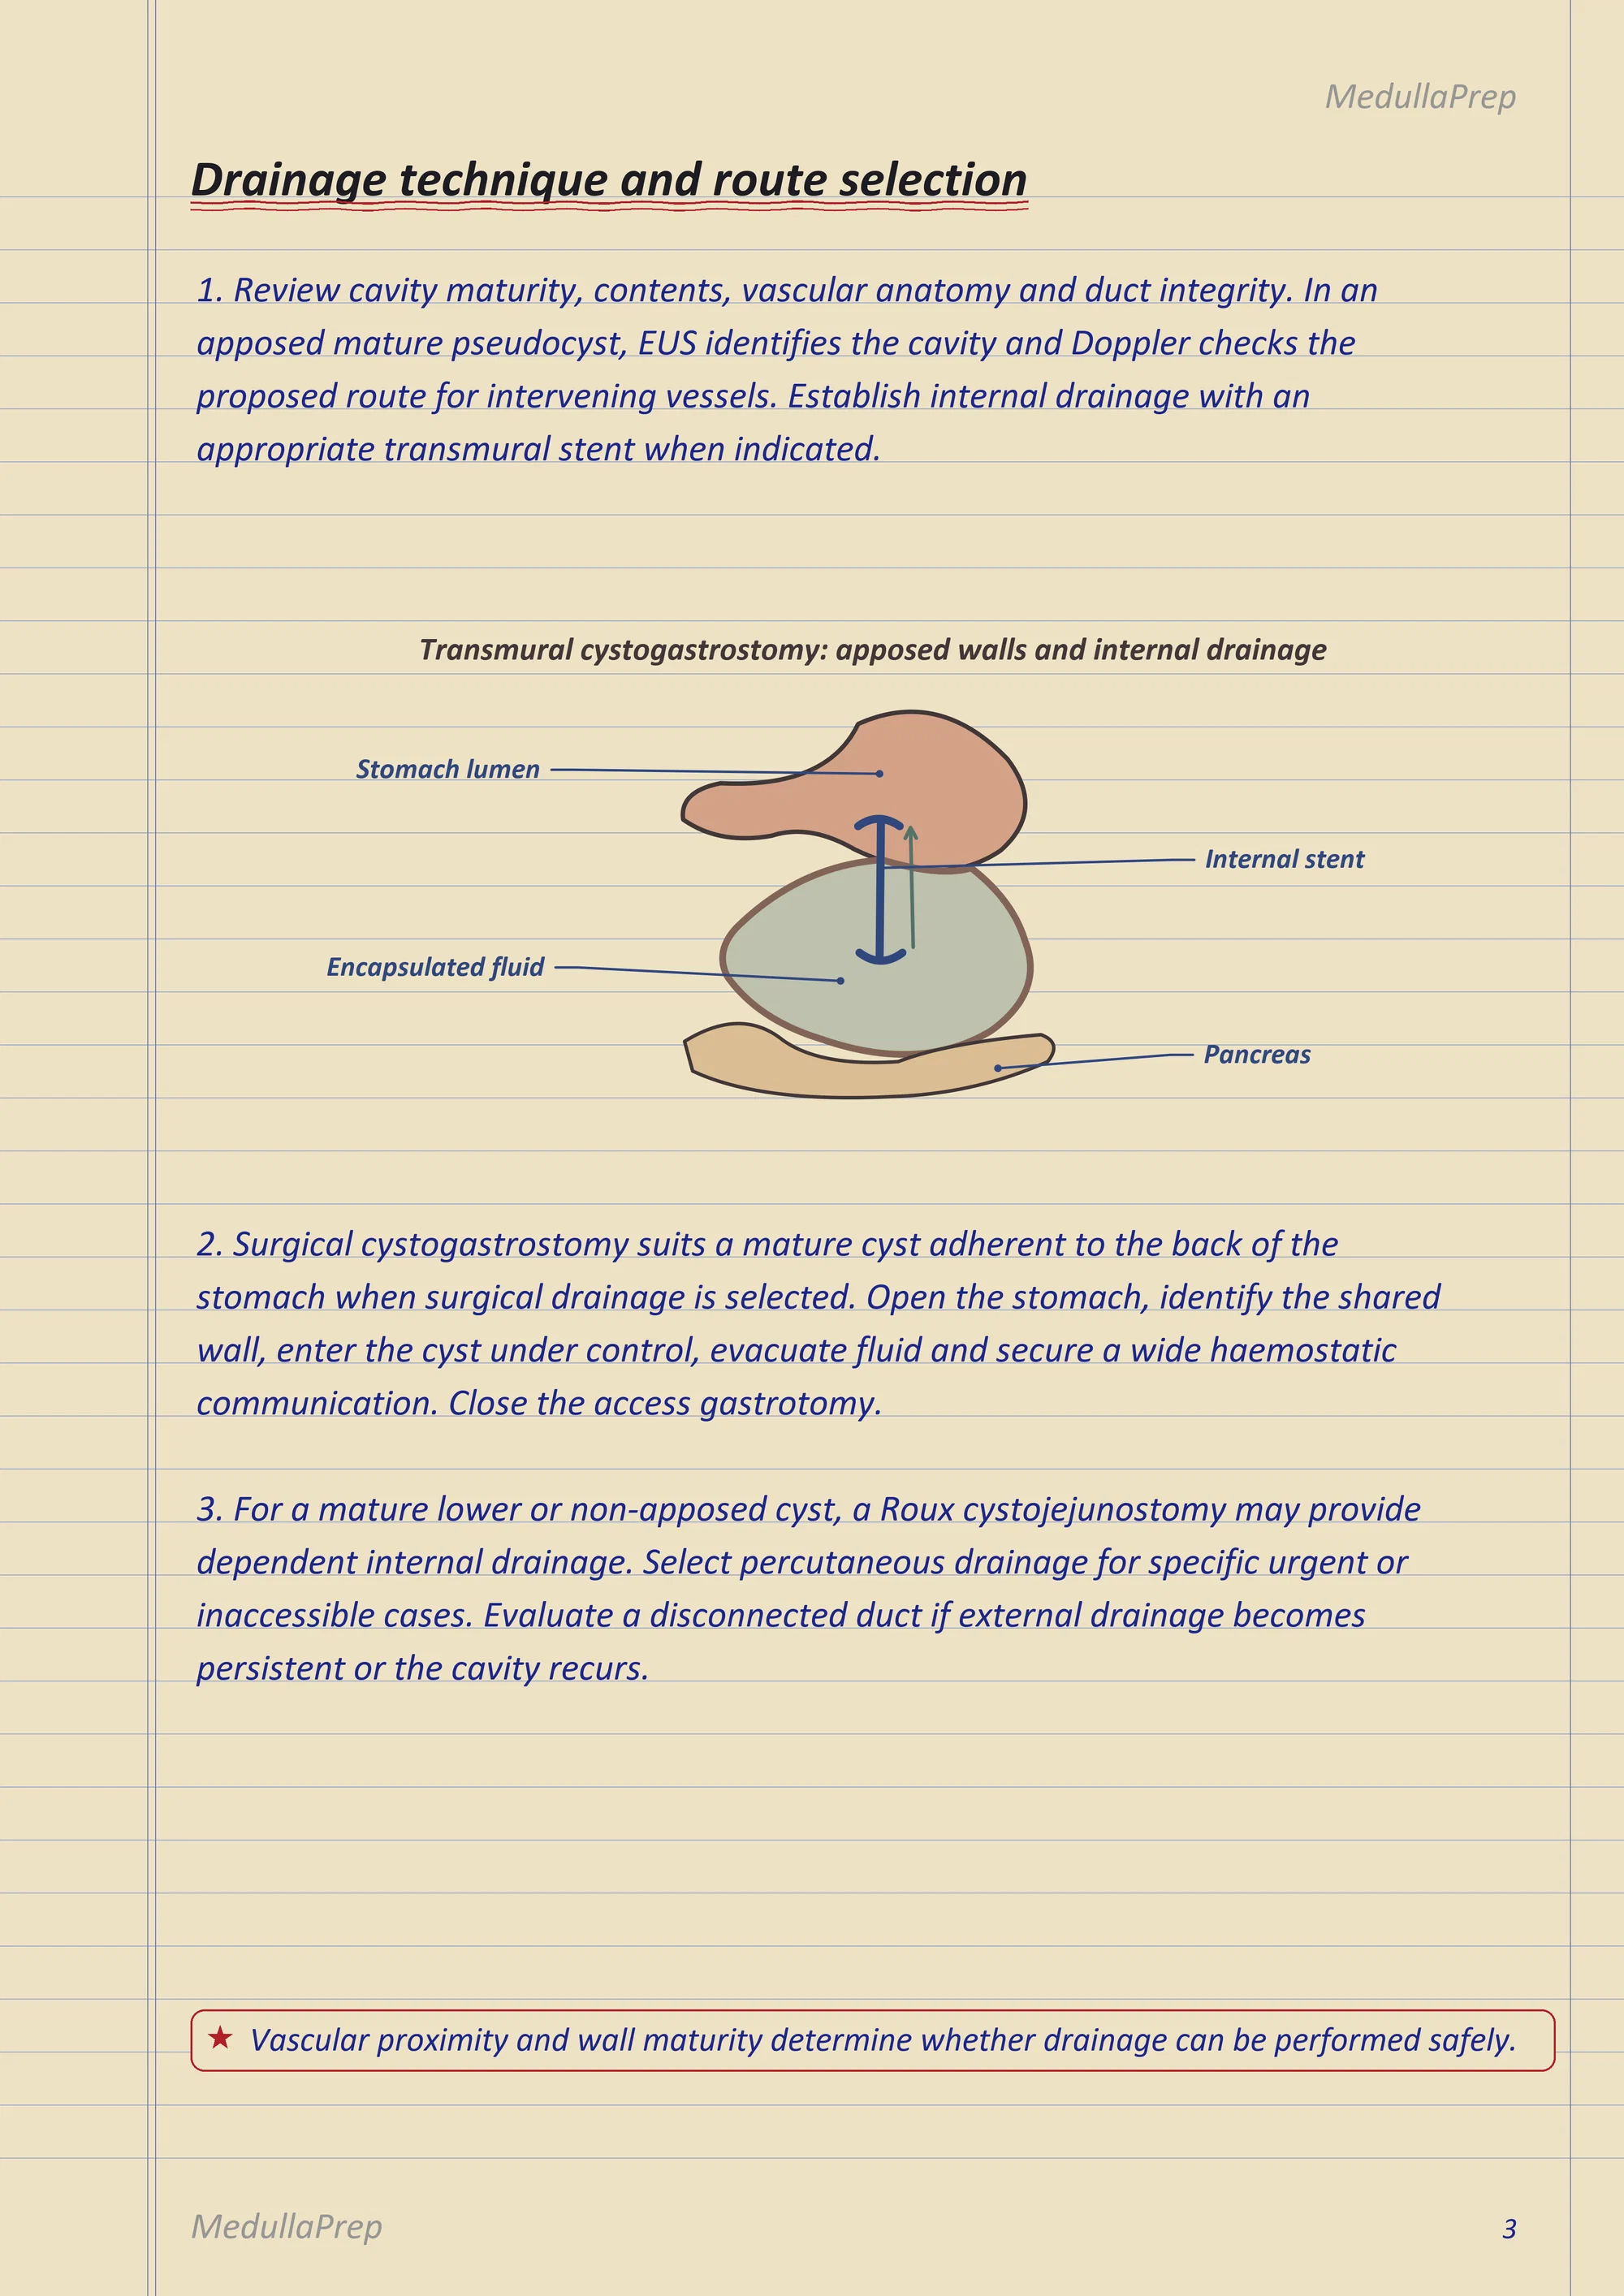 MedullaPrep
Drainage technique and route selection
1. Review cavity maturity, contents, vascular anatomy and duct integrity. In an
apposed mature pseudocyst, EUS identifies the cavity and Doppler checks the
proposed route for intervening vessels. Establish internal drainage with an
appropriate transmural stent when indicated.
Transmural cystogastrostomy: apposed walls and internal drainage
Stomach lumen
Internal stent
Encapsulated fluid
Pancreas
2. Surgical cystogastrostomy suits a mature cyst adherent to the back of the
stomach when surgical drainage is selected. Open the stomach, identify the shared
wall, enter the cyst under control, evacuate fluid and secure a wide haemostatic
communication. Close the access gastrotomy.
3. For a mature lower or non-apposed cyst, a Roux cystojejunostomy may provide
dependent internal drainage. Select percutaneous drainage for specific urgent or
inaccessible cases. Evaluate a disconnected duct if external drainage becomes
persistent or the cavity recurs.
★ Vascular proximity and wall maturity determine whether drainage can be performed safely.
MedullaPrep
3